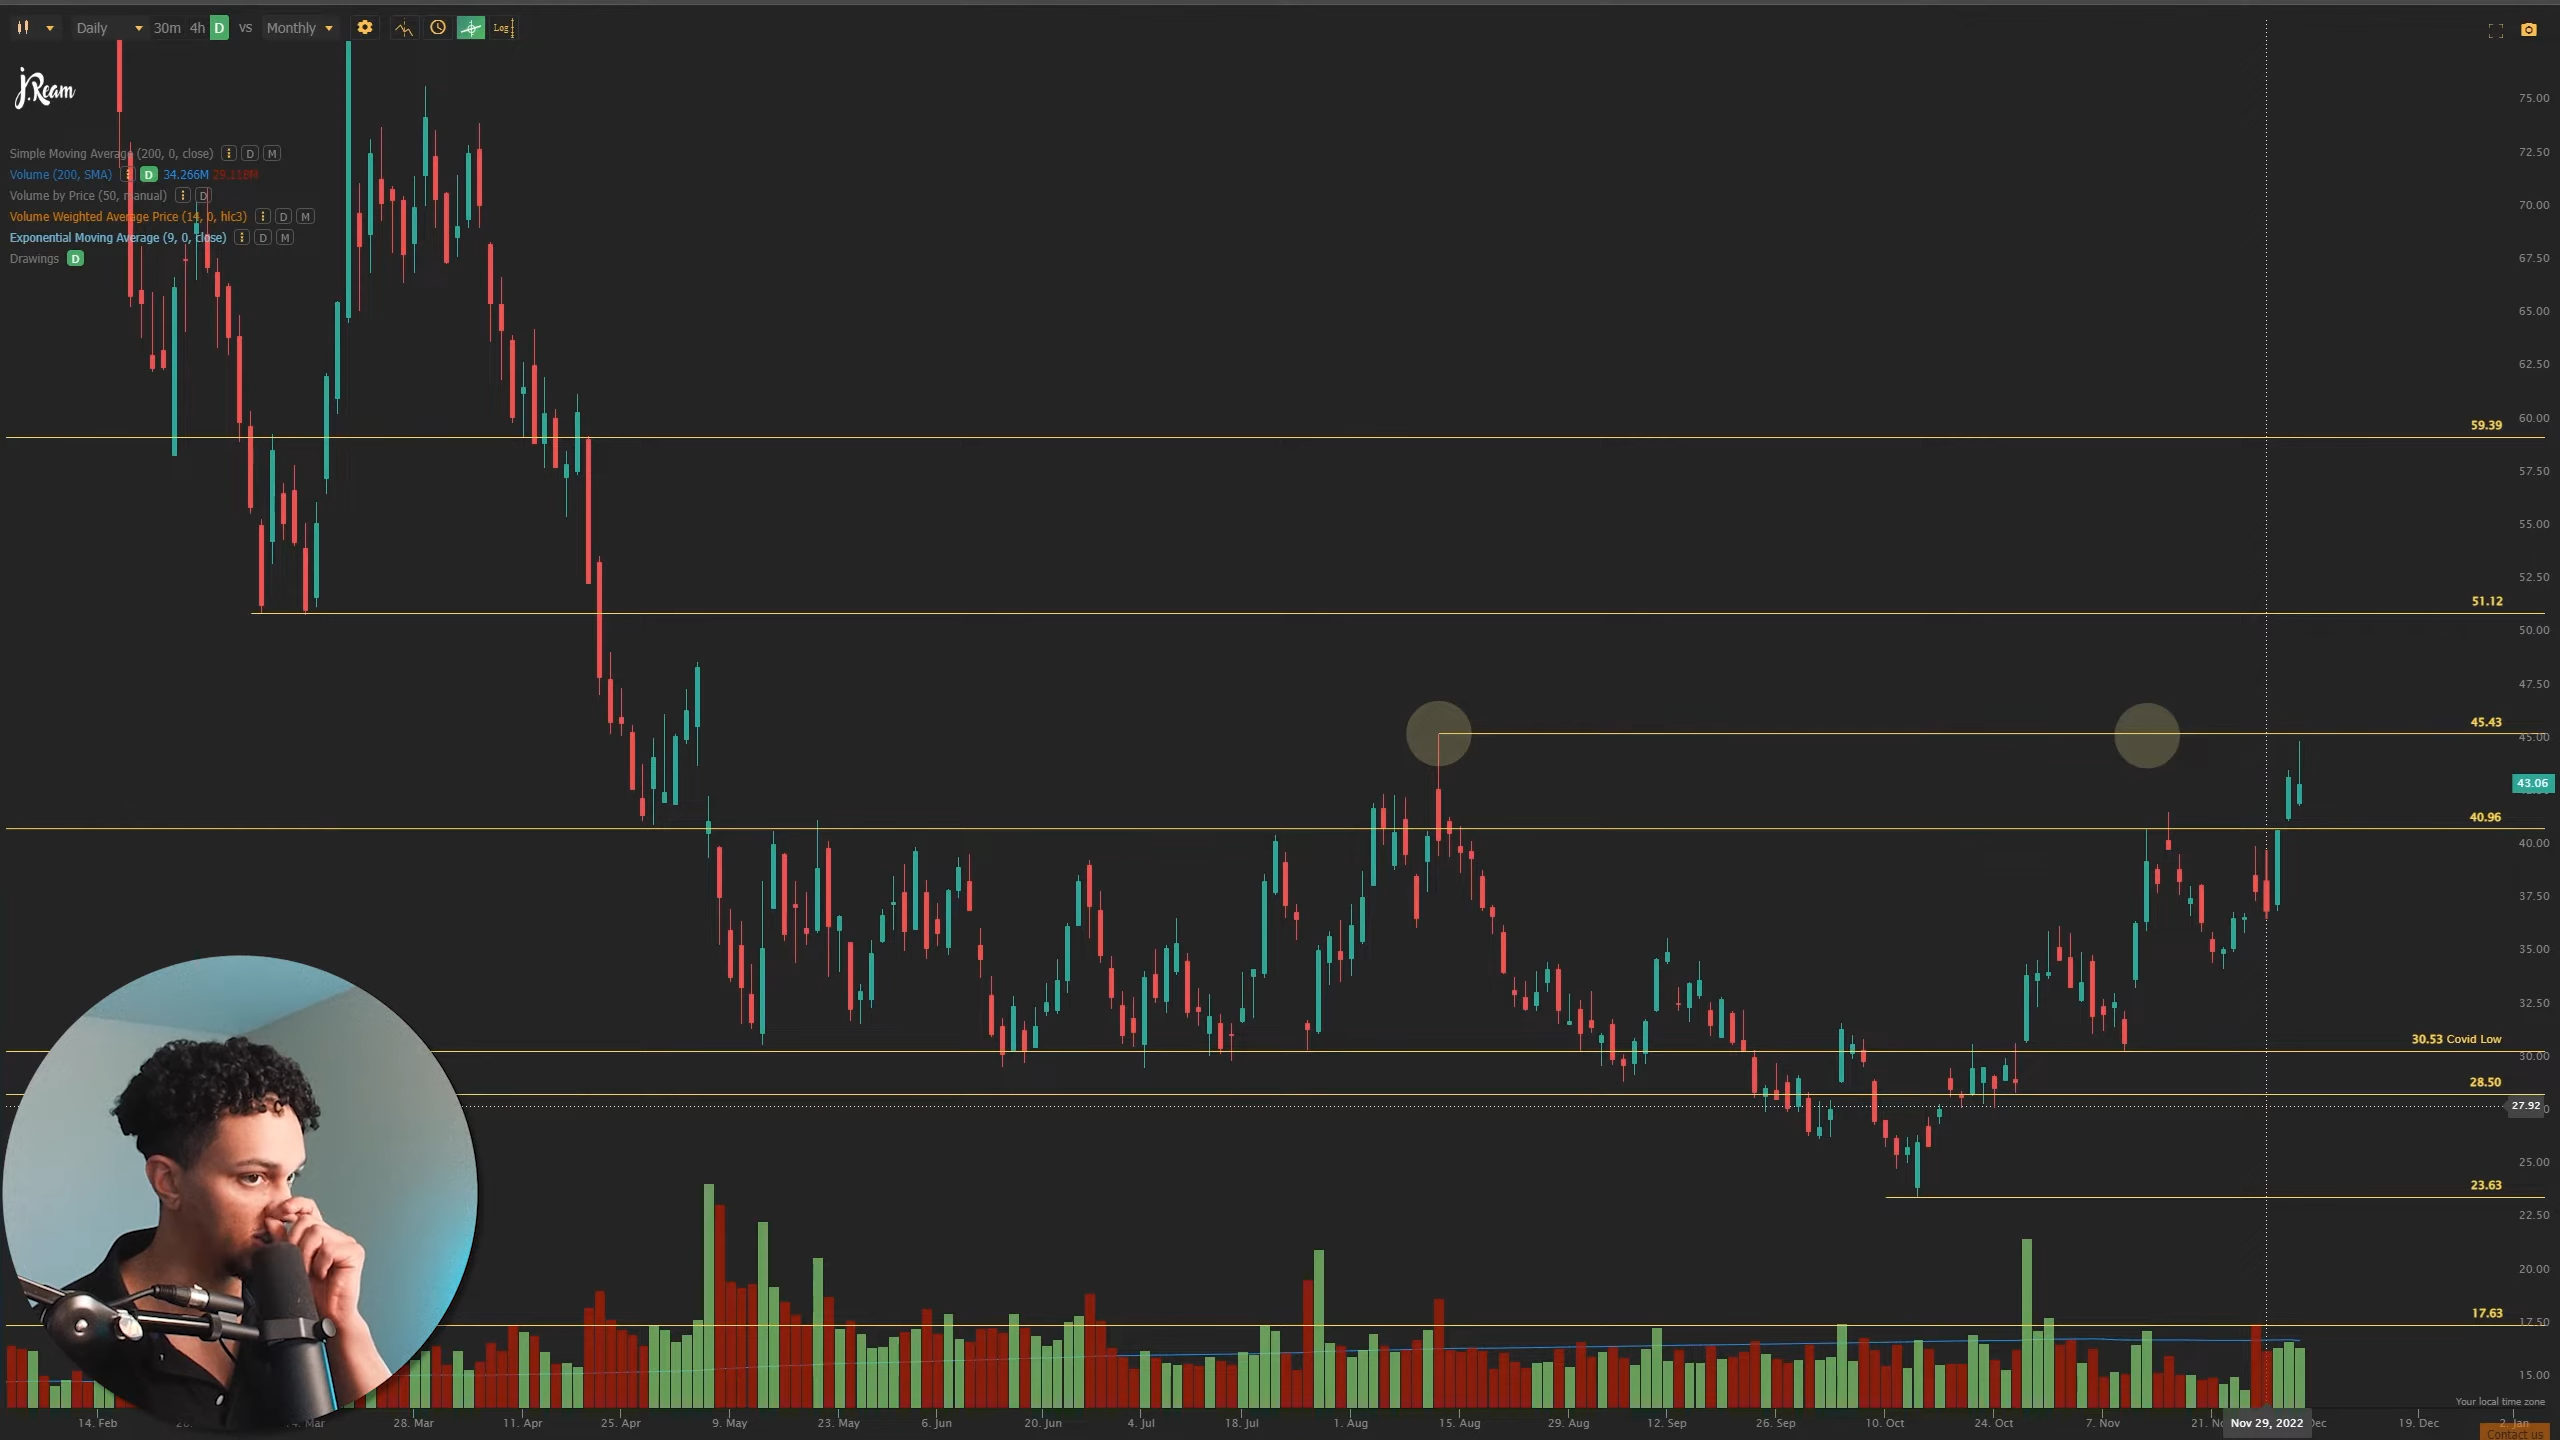 Daily 30m 4h D vs Monthly Log
J.Ream
Simple Moving Average (200, 0, close) D M
Volume (200, SMA) D 34.266M 29.118M
Volume by Price (50, manual) D
Volume Weighted Average Price (14, 0, hlc3) D M
Exponential Moving Average (9, 0, close) D M
Drawings D
75.00
72.50
70.00
67.50
65.00
62.50
60.00
59.39
57.50
55.00
52.50
51.12
50.00
47.50
45.43
45.00
43.06
40.96
40.00
37.50
35.00
32.50
30.53 Covid Low
30.00
28.50
27.92
25.00
23.63
22.50
20.00
17.63
17.50
15.00
Your local time zone
14. Feb 28. Mar 11. Apr 25. Apr 9. May 23. May 6. Jun 20. Jun 4. Jul 18. Jul 1. Aug 15. Aug 29. Aug 12. Sep 26. Sep 10. Oct 24. Oct 7. Nov Nov 29, 2022 19. Dec 2. Jan
Contact us